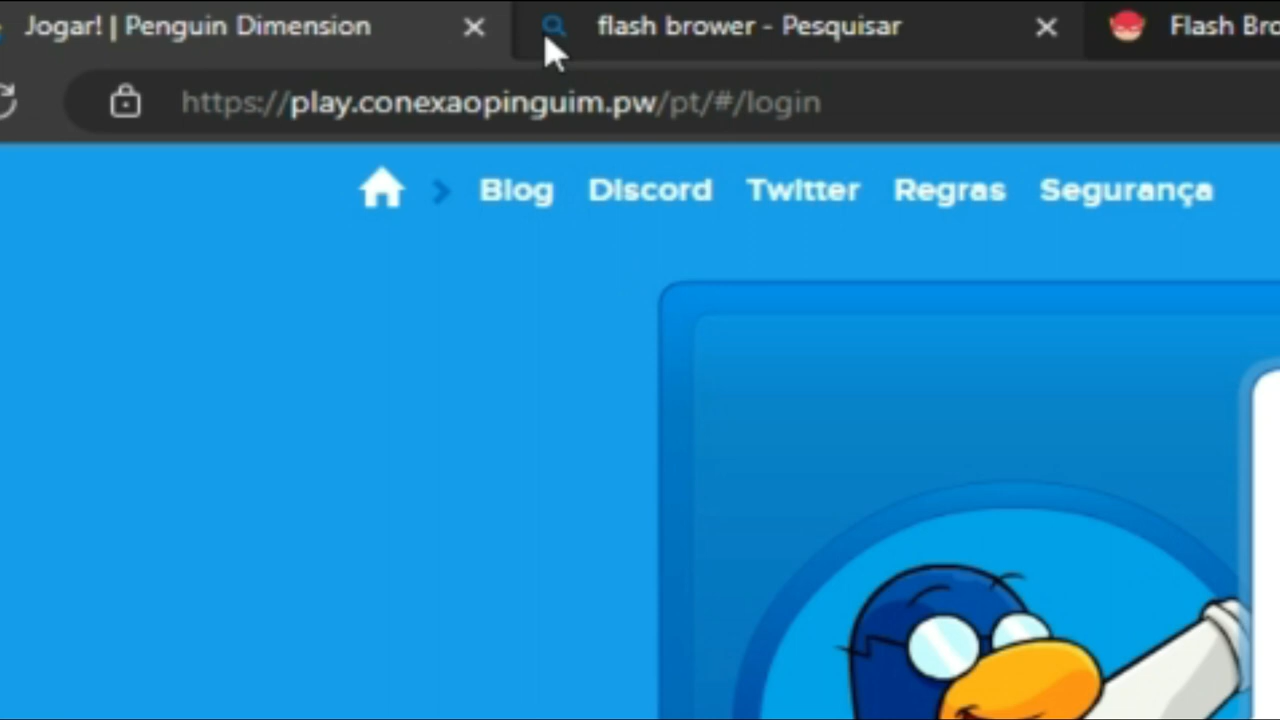 Jogar! | Penguin Dimension
flash brower - Pesquisar
Flash Bro
https://play.conexaopinguim.pw/pt/#/login
Blog Discord Twitter Regras Segurança